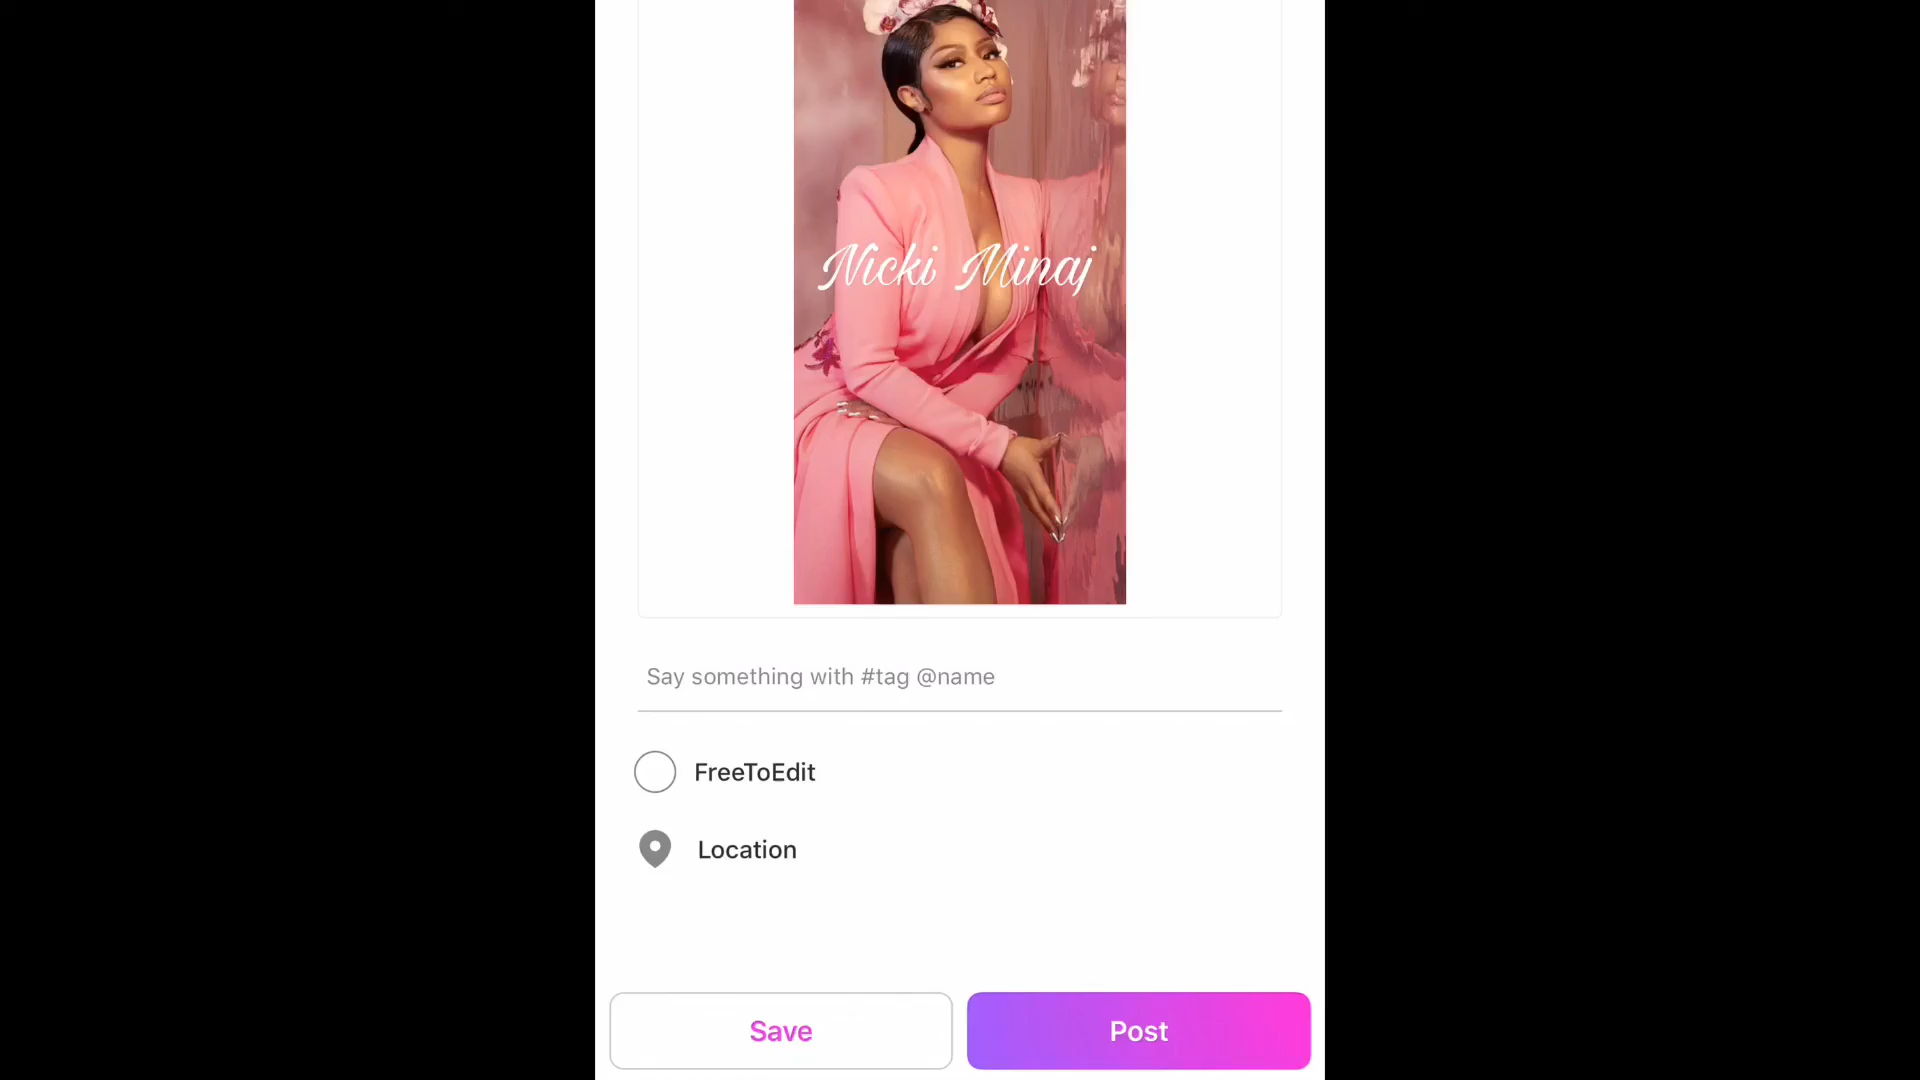 Nicki Minaj
Say something with #tag @name
FreeToEdit
Location
Save
Post